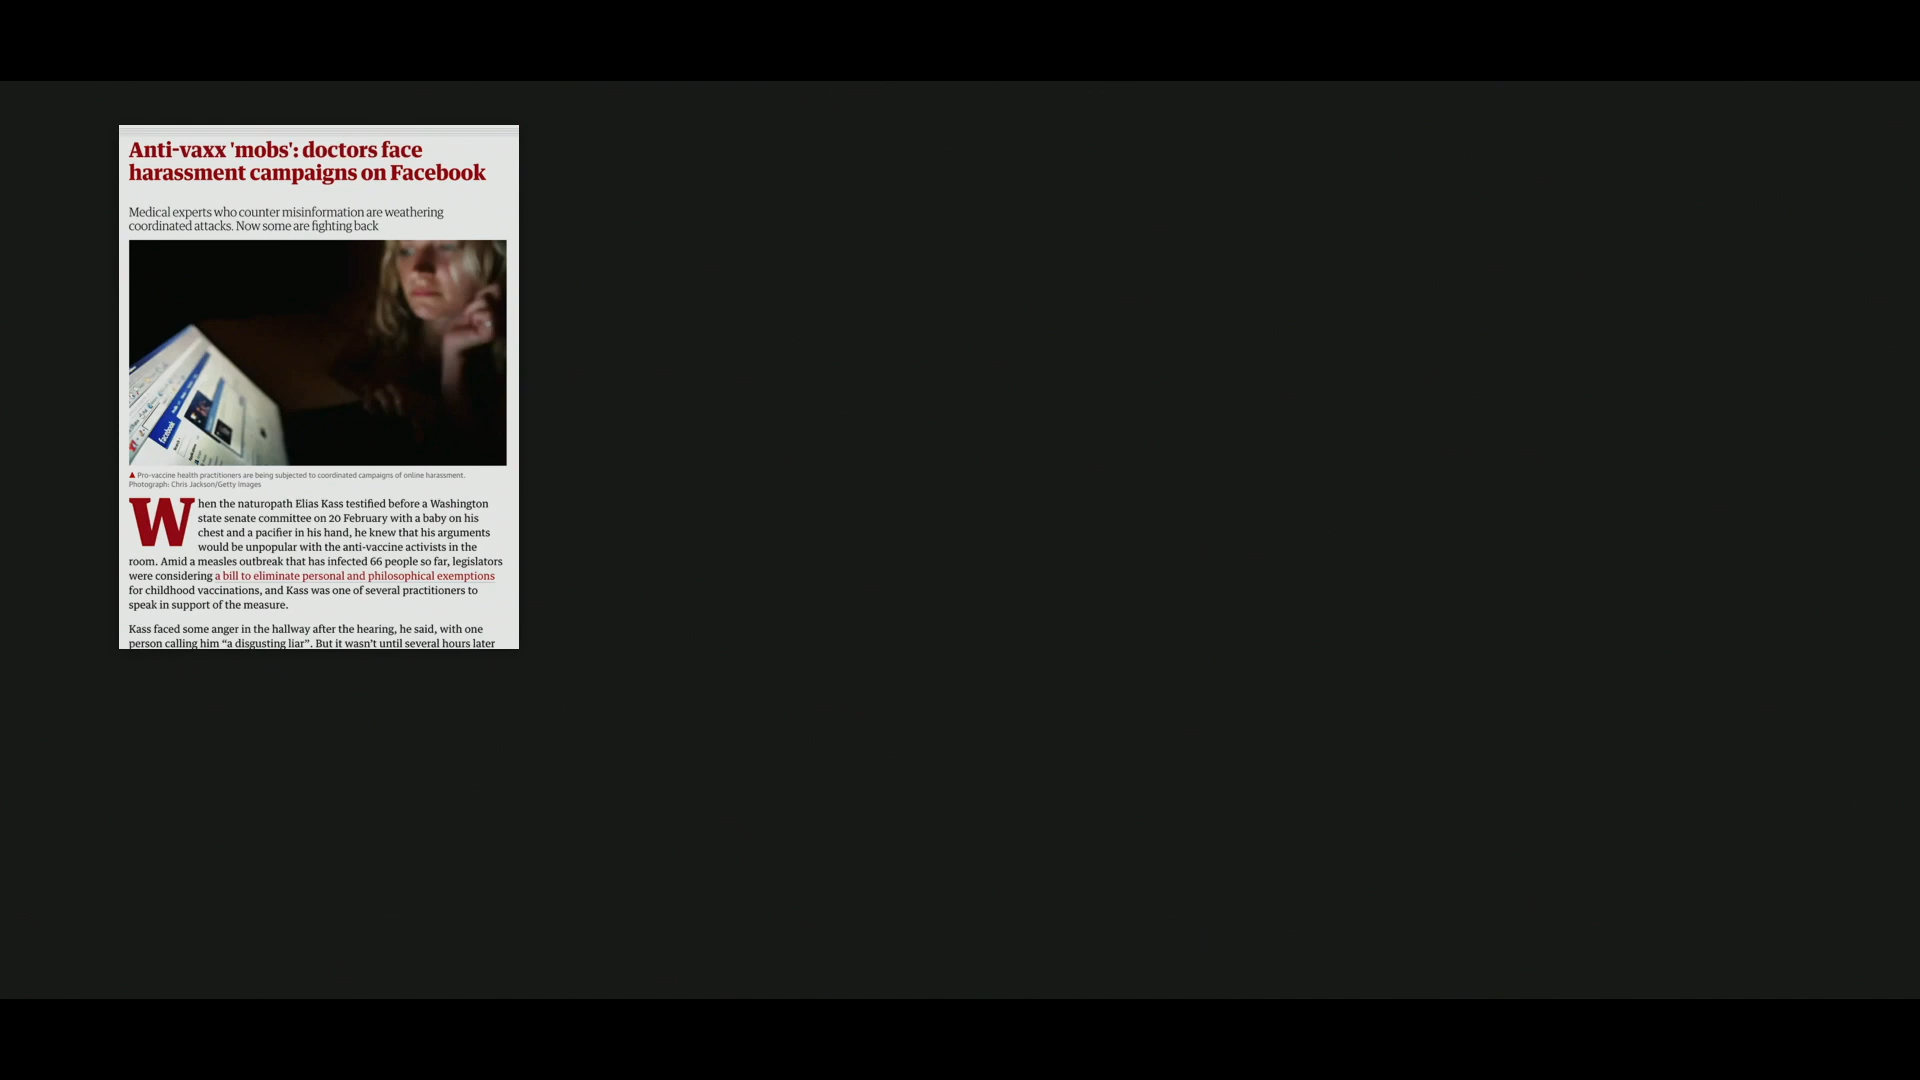 Anti-vaxx 'mobs': doctors face
harassment campaigns on Facebook
Medical experts who counter misinformation are weathering
coordinated attacks. Now some are fighting back
facebook
Pro-vaccine health practitioners are being subjected to coordinated campaigns of online harassment.
Photograph: Chris Jackson/Getty Images
When the naturopath Elias Kass testified before a Washington
state senate committee on 20 February with a baby on his
chest and a pacifier in his hand, he knew that his arguments
would be unpopular with the anti-vaccine activists in the
room. Amid a measles outbreak that has infected 66 people so far, legislators
were considering a bill to eliminate personal and philosophical exemptions
for childhood vaccinations, and Kass was one of several practitioners to
speak in support of the measure.
Kass faced some anger in the hallway after the hearing, he said, with one
person calling him “a disgusting liar”. But it wasn’t until several hours later